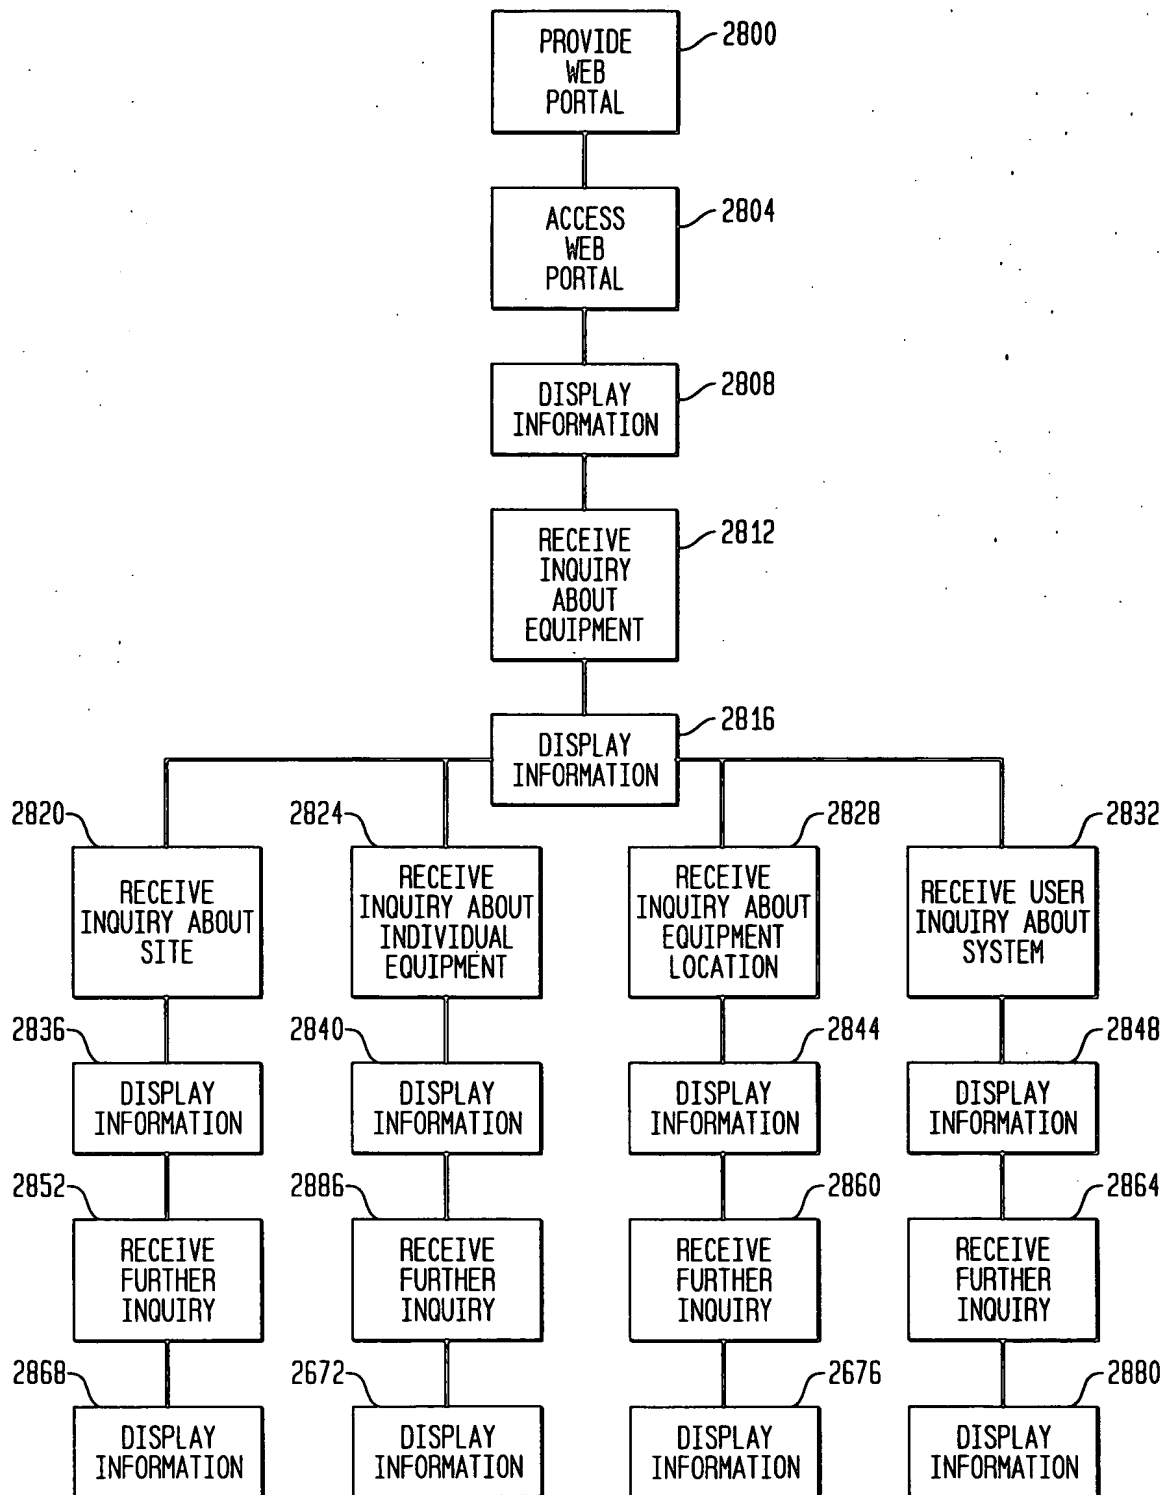 PROVIDE
WEB
PORTAL
2800
ACCESS
WEB
PORTAL
2804
DISPLAY
INFORMATION
2808
RECEIVE
INQUIRY
ABOUT
EQUIPMENT
2812
DISPLAY
INFORMATION
2816
2820
RECEIVE
INQUIRY ABOUT
SITE
2824
RECEIVE
INQUIRY ABOUT
INDIVIDUAL
EQUIPMENT
2828
RECEIVE
INQUIRY ABOUT
EQUIPMENT
LOCATION
2832
RECEIVE USER
INQUIRY ABOUT
SYSTEM
2836
DISPLAY
INFORMATION
2840
DISPLAY
INFORMATION
2844
DISPLAY
INFORMATION
2848
DISPLAY
INFORMATION
2852
RECEIVE
FURTHER
INQUIRY
2886
RECEIVE
FURTHER
INQUIRY
2860
RECEIVE
FURTHER
INQUIRY
2864
RECEIVE
FURTHER
INQUIRY
2868
DISPLAY
INFORMATION
2672
DISPLAY
INFORMATION
2676
DISPLAY
INFORMATION
2880
DISPLAY
INFORMATION